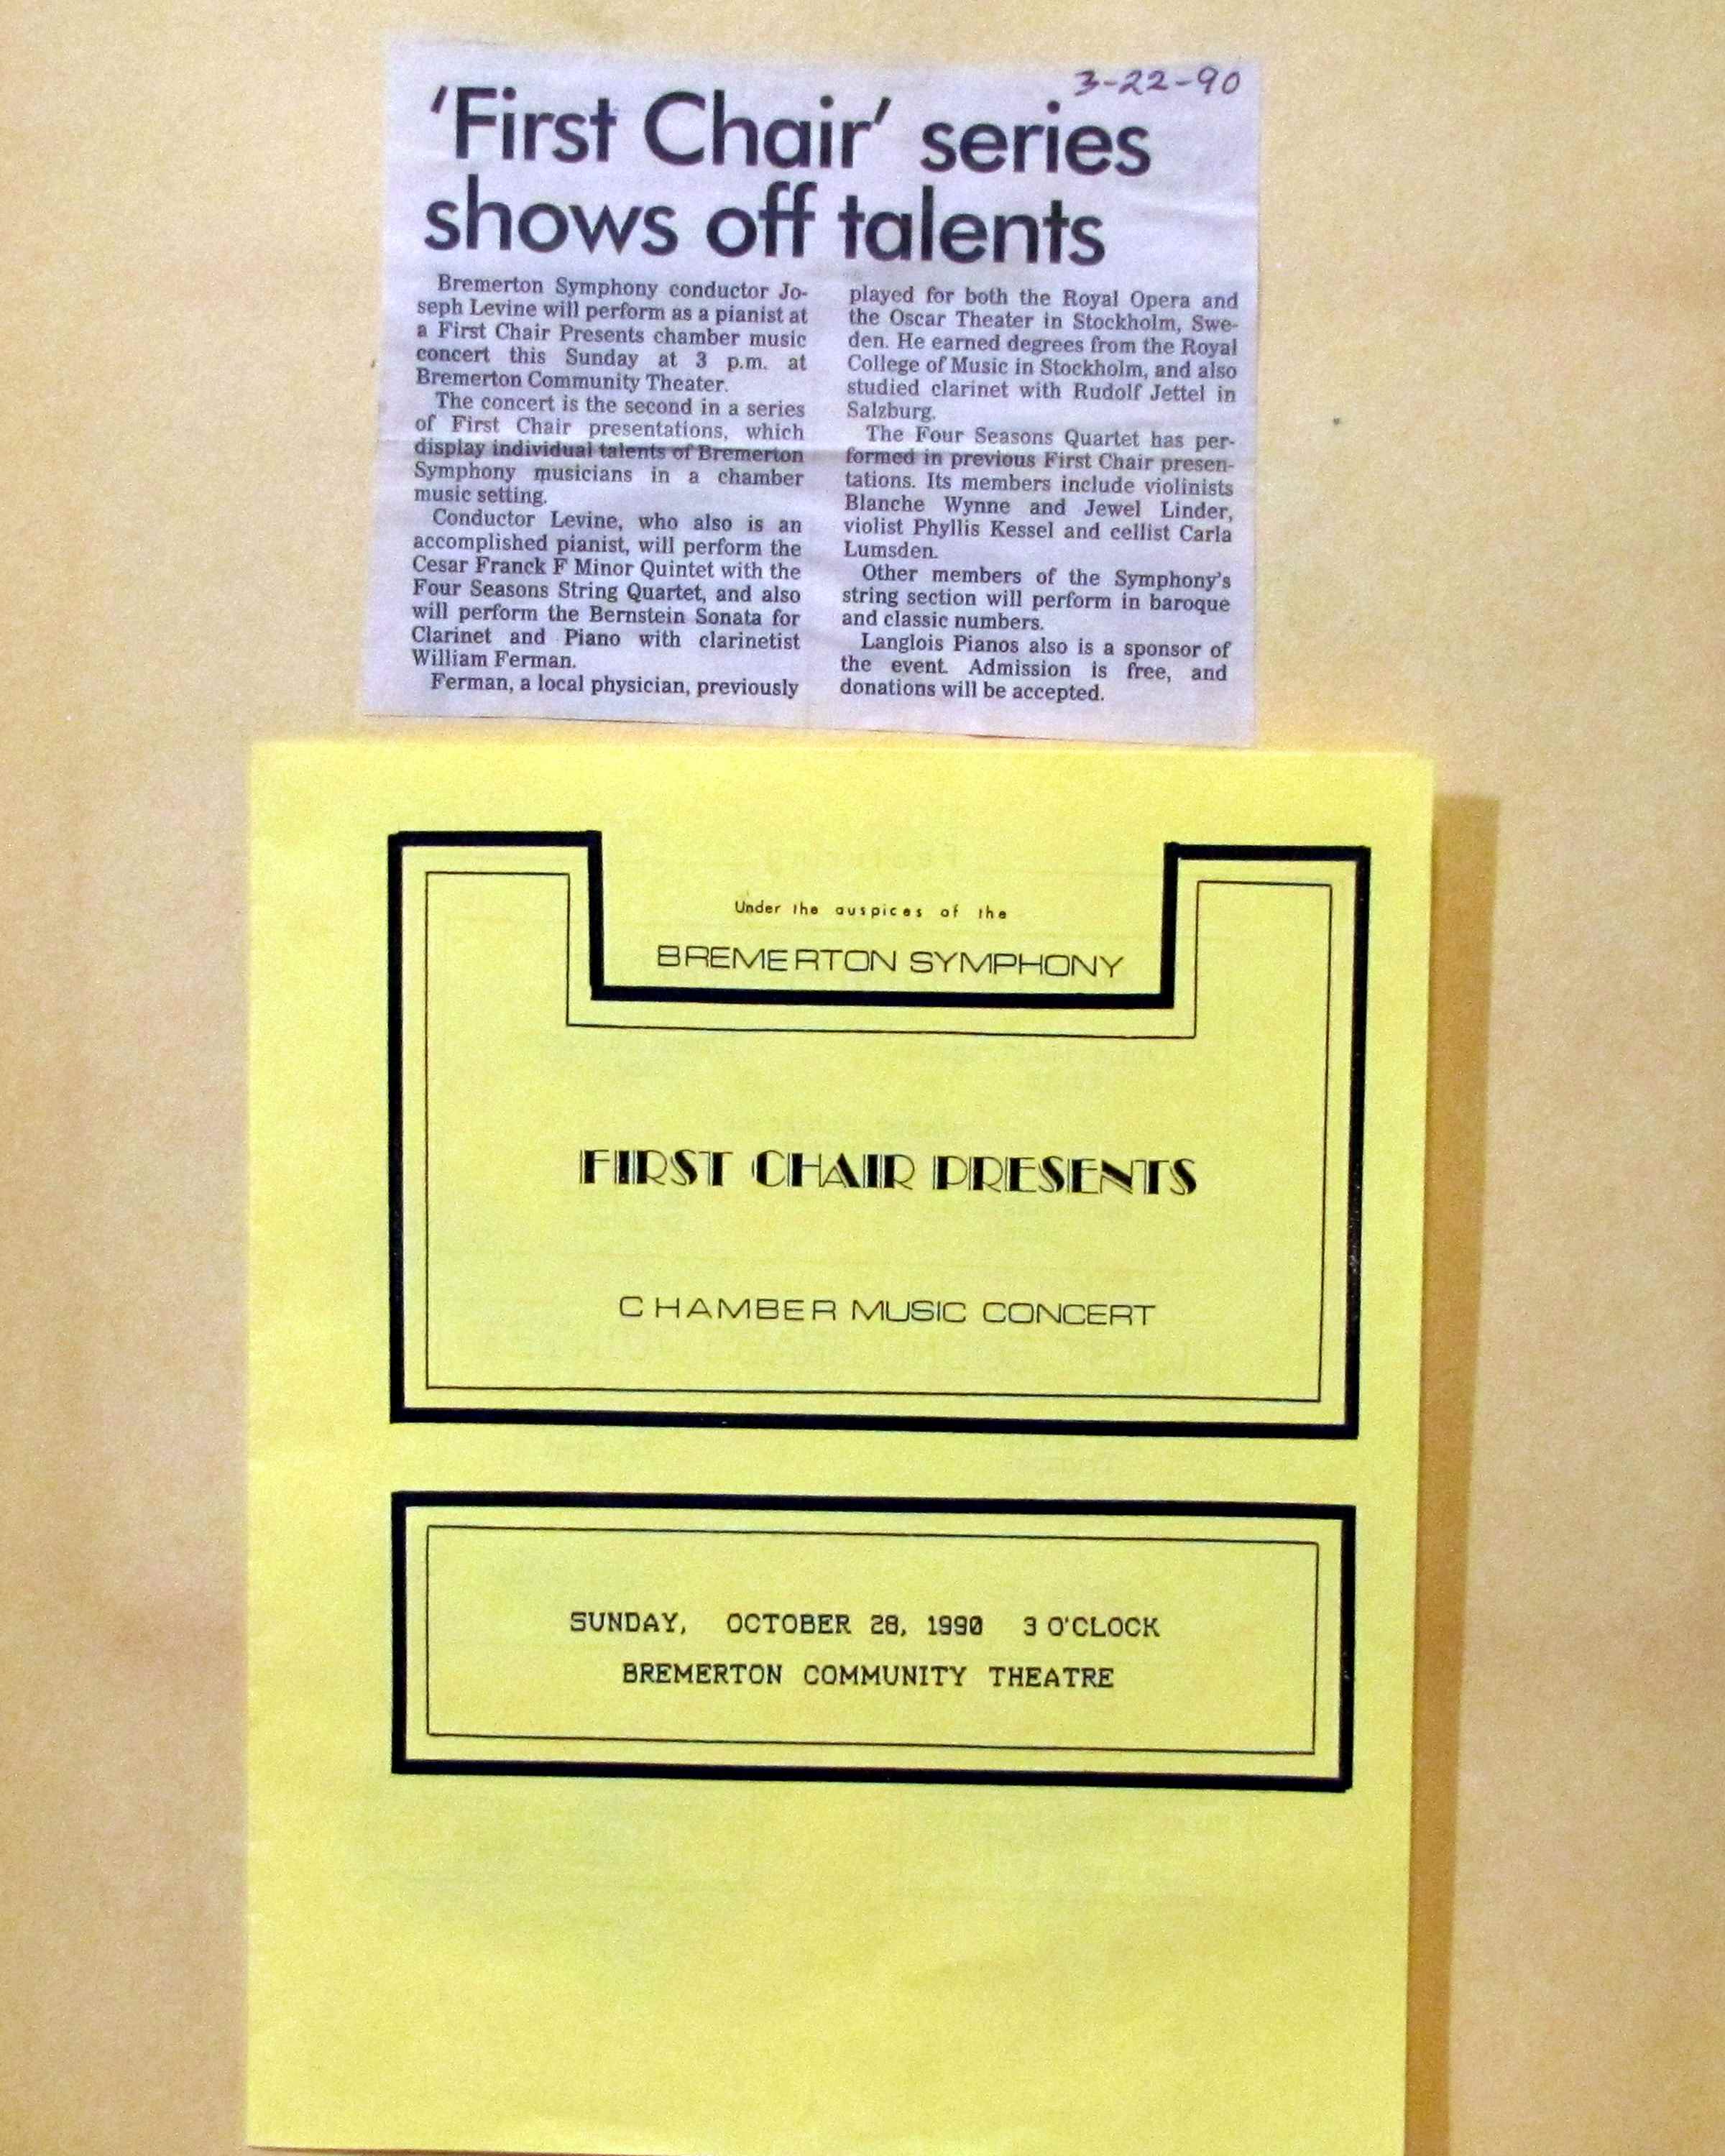 3-22-90
'First Chair' series
shows off talents
Bremerton Symphony conductor Jo-
seph Levine will perform as a pianist at
a First Chair Presents chamber music
concert this Sunday at 3 p.m. at
Bremerton Community Theater.
The concert is the second in a series
of First Chair presentations, which
display individual talents of Bremerton
Symphony musicians in a chamber
music setting.
Conductor Levine, who also is an
accomplished pianist, will perform the
Cesar Franck F Minor Quintet with the
Four Seasons String Quartet, and also
will perform the Bernstein Sonata for
Clarinet and Piano with clarinetist
William Ferman.
Ferman, a local physician, previously
played for both the Royal Opera and
the Oscar Theater in Stockholm, Swe-
den. He earned degrees from the Royal
College of Music in Stockholm, and also
studied clarinet with Rudolf Jettel in
Salzburg.
The Four Seasons Quartet has per-
formed in previous First Chair presen-
tations. Its members include violinists
Blanche Wynne and Jewel Linder,
violist Phyllis Kessel and cellist Carla
Lumsden.
Other members of the Symphony's
string section will perform in baroque
and classic numbers.
Langlois Pianos also is a sponsor of
the event. Admission is free, and
donations will be accepted.
Under the auspices of the
BREMERTON SYMPHONY
FIRST CHAIR PRESENTS
CHAMBER MUSIC CONCERT
SUNDAY, OCTOBER 28, 1990 3 O'CLOCK
BREMERTON COMMUNITY THEATRE